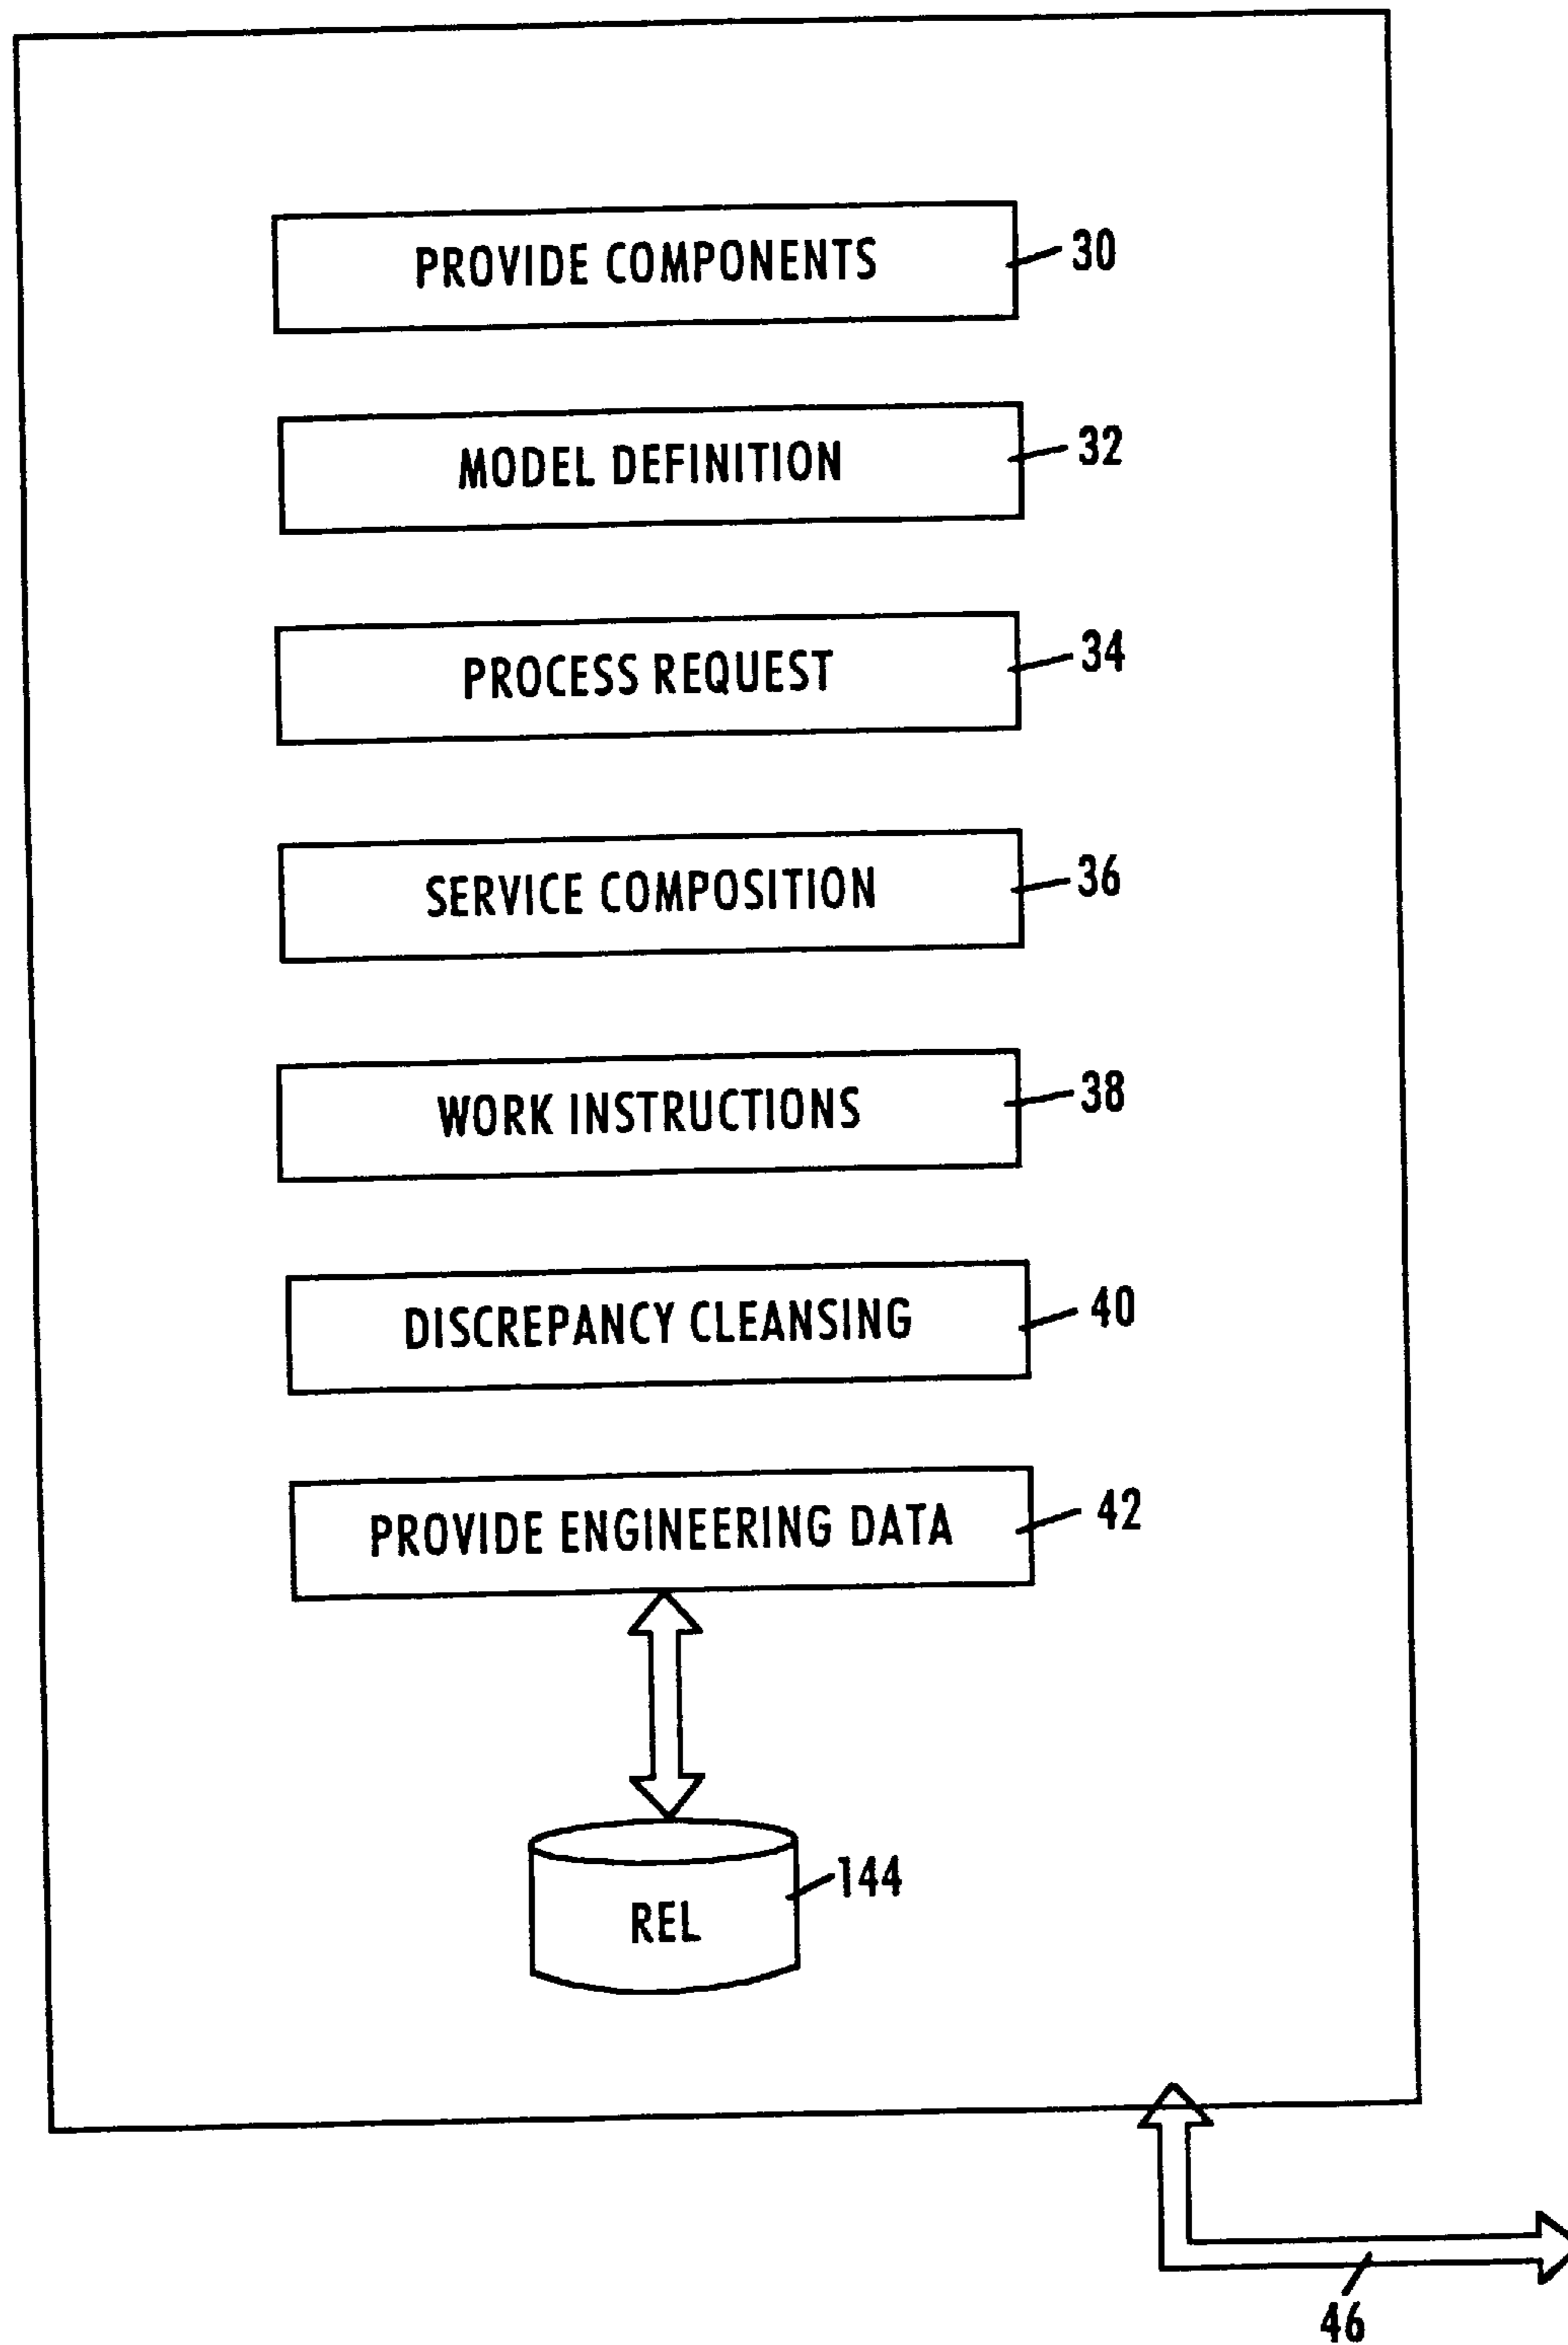 PROVIDE COMPONENTS
30
MODEL DEFINITION
32
PROCESS REQUEST
34
SERVICE COMPOSITION
36
WORK INSTRUCTIONS
38
DISCREPANCY CLEANSING
40
PROVIDE ENGINEERING DATA
42
REL
144
46